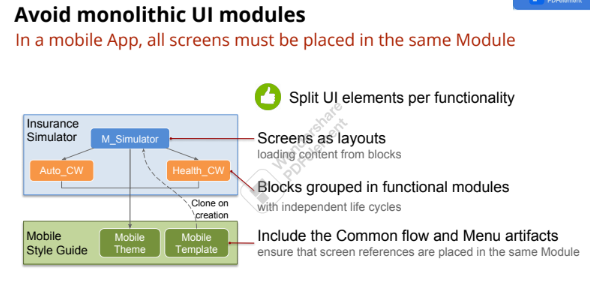 PDFelement
Avoid monolithic UI modules
In a mobile App, all screens must be placed in the same Module
Split UI elements per functionality
Insurance
Simulator
M_Simulator
Screens as layouts
loading content from blocks
Auto_CW
Health_CW
Blocks grouped in functional modules
with independent life cycles
Clone on
creation
Mobile
Style Guide
Mobile
Theme
Mobile
Template
Include the Common flow and Menu artifacts
ensure that screen references are placed in the same Module
Wondershare
PDFelement